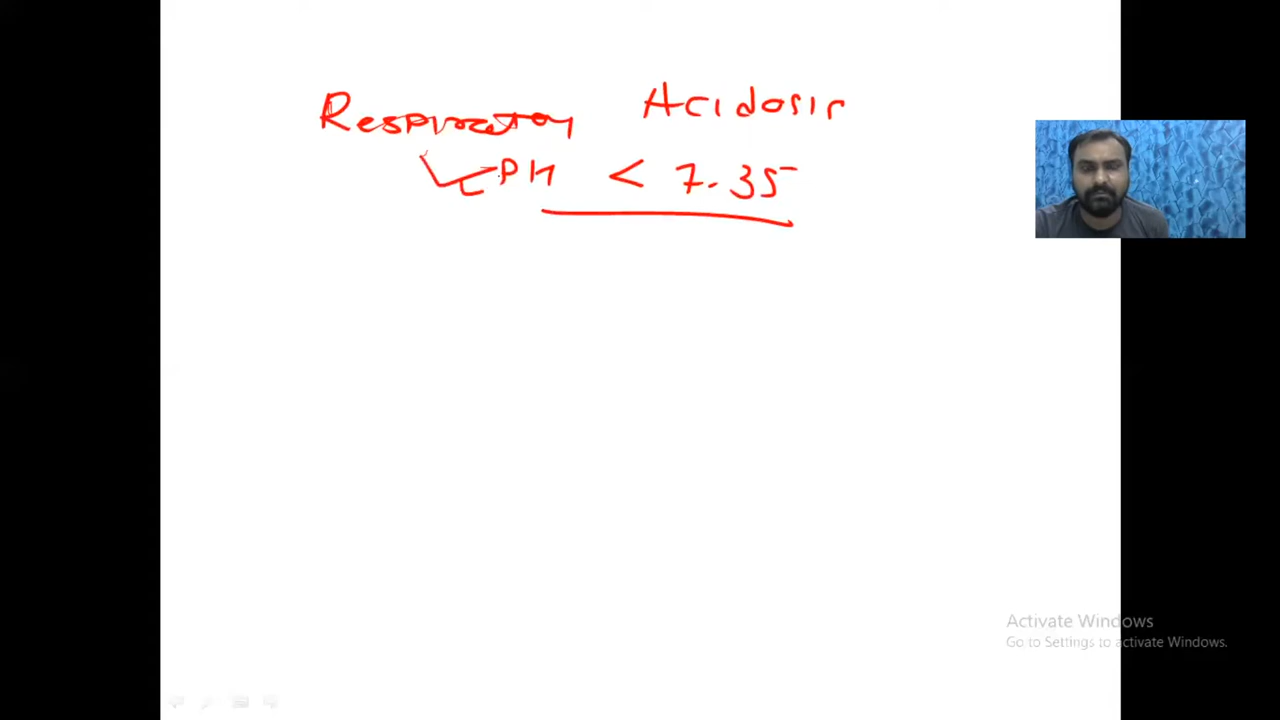 Respiratory Acidosis
PH < 7.35
Activate Windows
Go to Settings to activate Windows.